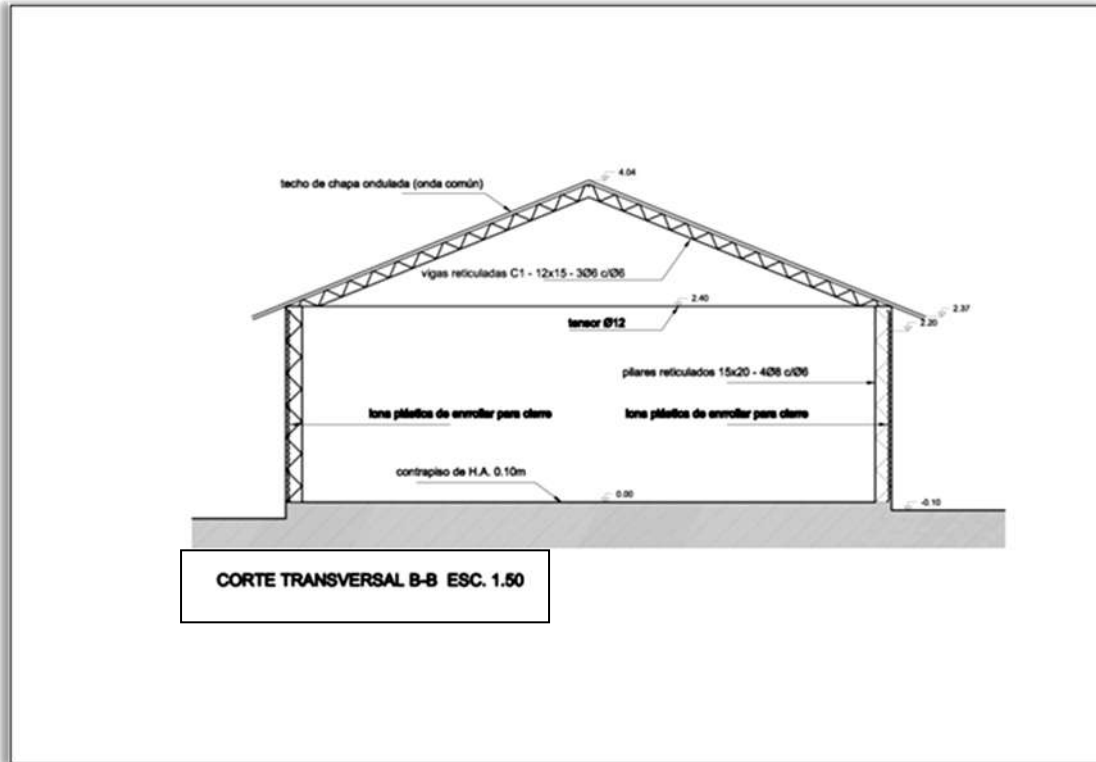 4.04
techo de chapa ondulada (onda común)
vigas reticuladas C1 - 12x15 - 3Ø6 c/Ø6
2.40
2.37
tensor Ø12
2.20
pilares reticulados 15x20 - 4Ø8 c/Ø6
lona plástica de enrrollar para cierre
lona plástica de enrrollar para cierre
contrapiso de H.A. 0.10m
0.00
-0.10
CORTE TRANSVERSAL B-B ESC. 1.50